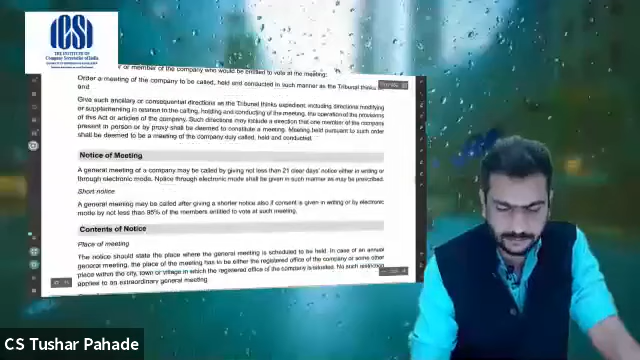 ICSI
THE INSTITUTE OF
Company Secretaries of India
or member of the company who would be entitled to vote at the meeting:
Order a meeting of the company to be called, held and conducted in such manner as the Tribunal thinks
and
Give such ancillary or consequential directions as the Tribunal thinks expedient, including directions modifying
or supplementing in relation to the calling, holding and conducting of the meeting, the operation of the provisions
of this Act or articles of the company. Such directions may include a direction that one member of the company
present in person or by proxy shall be deemed to constitute a meeting. Meeting held pursuant to such order
shall be deemed to be a meeting of the company duly called, held and conducted.
Notice of Meeting
A general meeting of a company may be called by giving not less than 21 clear days' notice either in writing or
through electronic mode. Notice through electronic mode shall be given in such manner as may be prescribed.
Short notice
A general meeting may be called after giving a shorter notice also if consent is given in writing or by electronic
mode by not less than 95% of the members entitled to vote at such meeting.
Contents of Notice
Place of meeting
The notice should state the place where the general meeting is scheduled to be held. In case of an annual
general meeting, the place of the meeting has to be either the registered office of the company or some other
place within the city, town or village in which the registered office of the company is situated. No such restriction
applies to an extraordinary general meeting.
CS Tushar Pahade